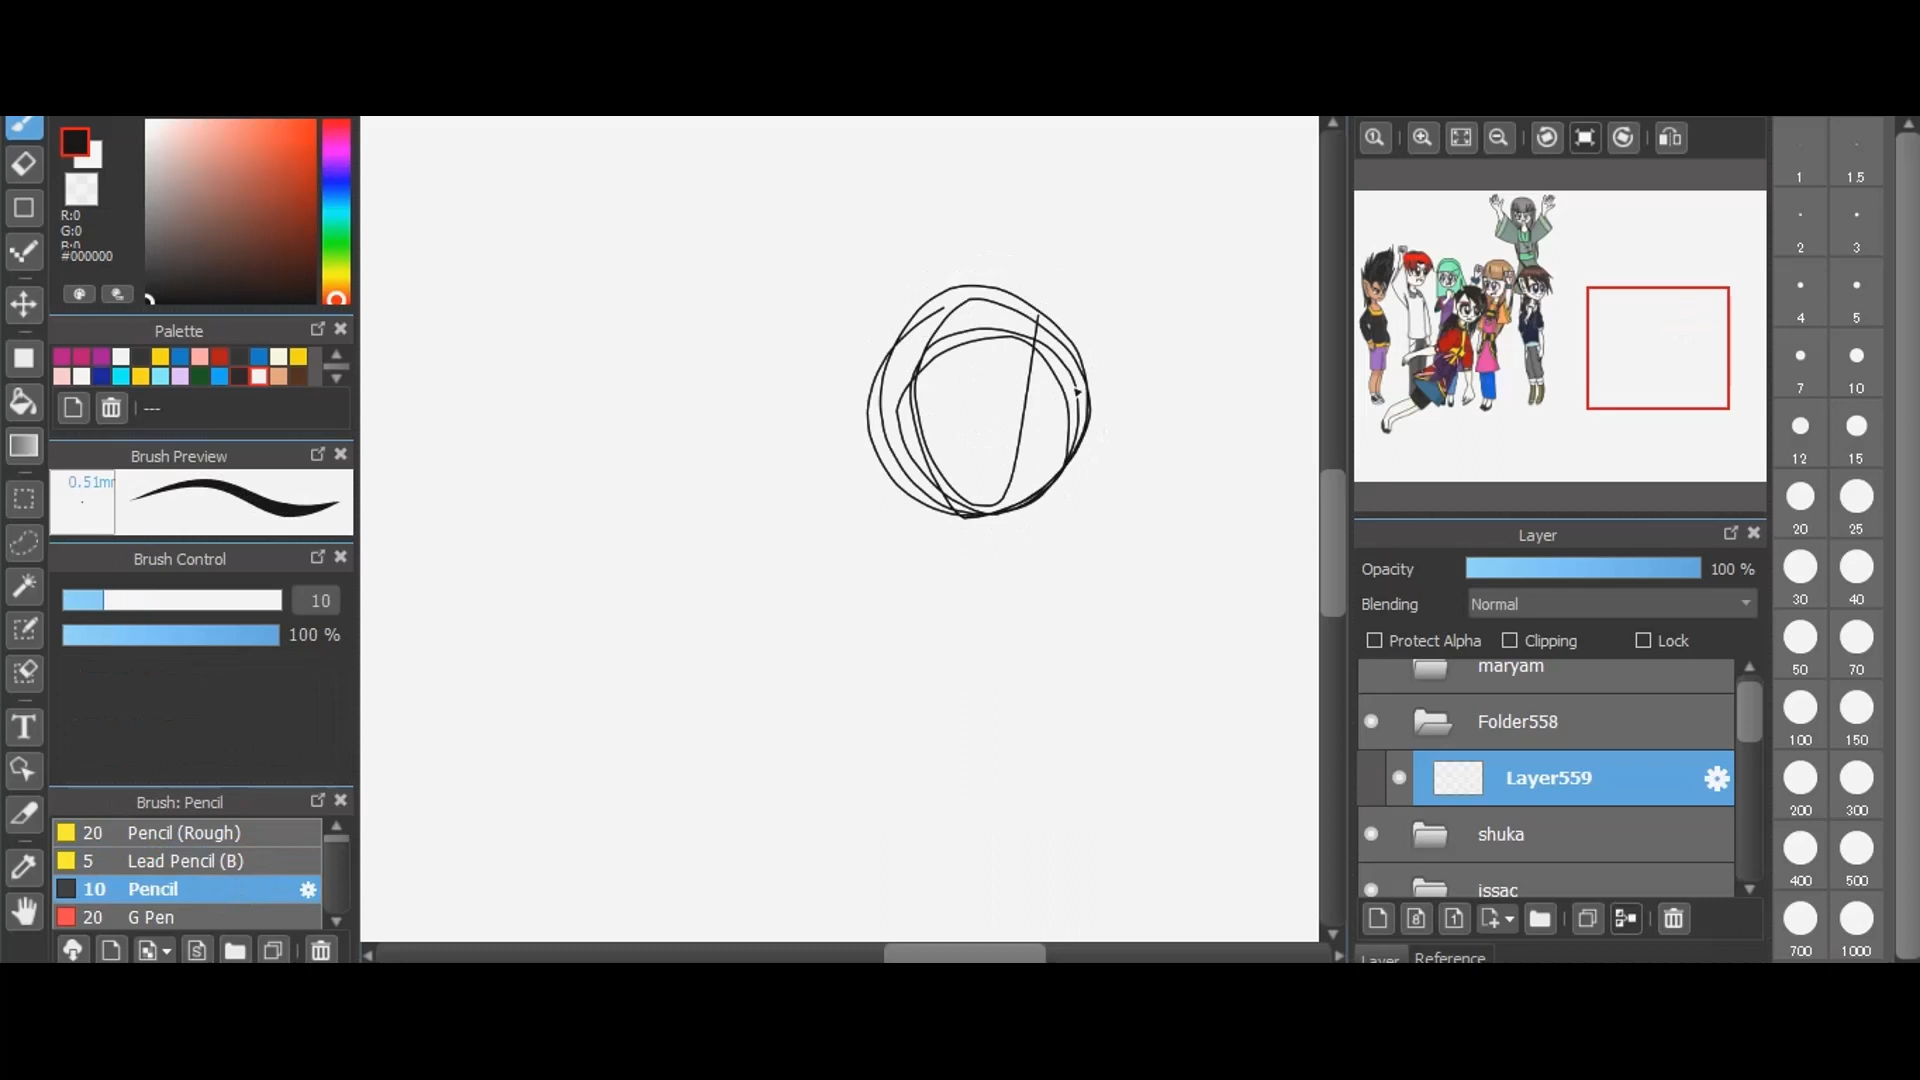 R:0
G:0
B:0
#000000
Palette
---
Brush Preview
0.51mm
Brush Control
10
100 %
Brush: Pencil
20 Pencil (Rough)
5 Lead Pencil (B)
10 Pencil
20 G Pen
Layer
Opacity 100 %
Blending Normal
Protect Alpha Clipping Lock
maryam
Folder558
Layer559
shuka
issac
Layer Reference
1 1.5
2 3
4 5
7 10
12 15
20 25
30 40
50 70
100 150
200 300
400 500
700 1000